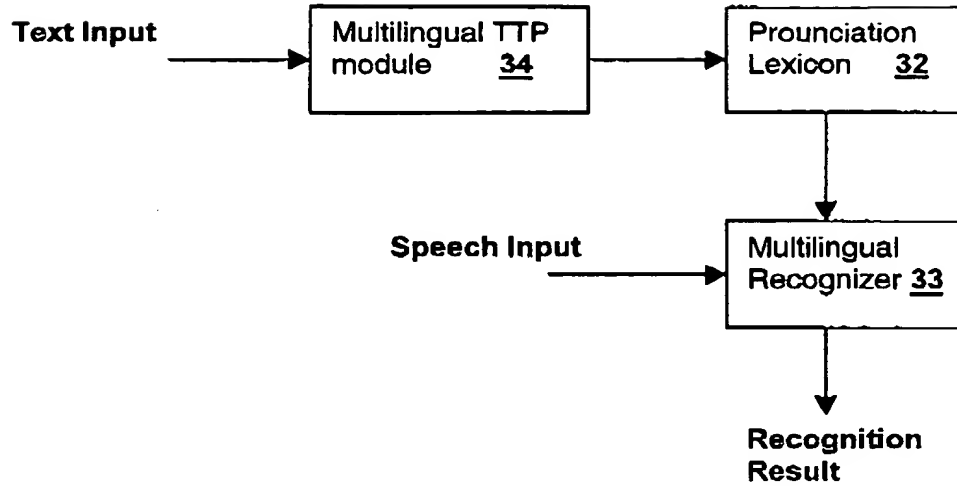 Text Input
Multilingual TTP
module 34
Prounciation
Lexicon 32
Speech Input
Multilingual
Recognizer 33
Recognition
Result